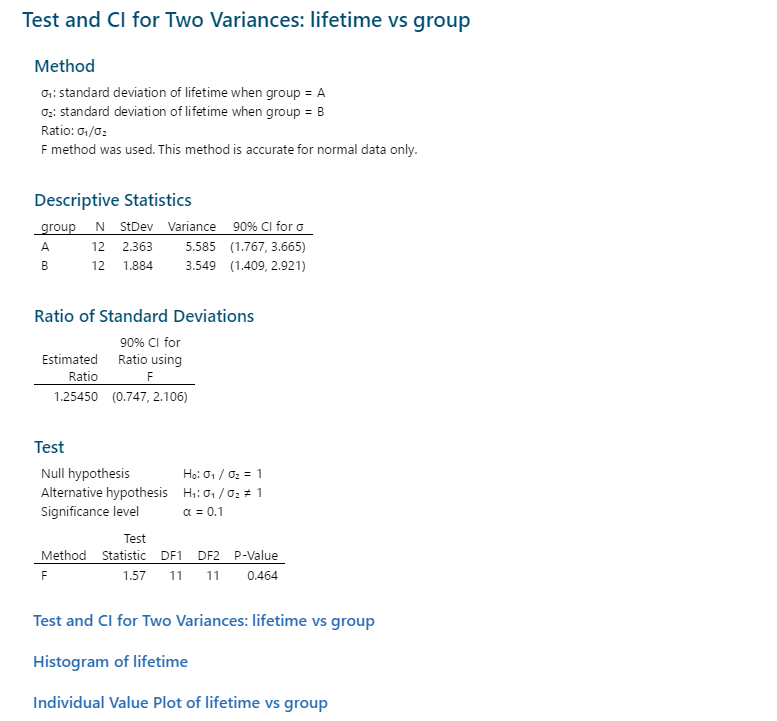 Test and CI for Two Variances: lifetime vs group
Method
σ₁: standard deviation of lifetime when group = A
σ₂: standard deviation of lifetime when group = B
Ratio: σ₁/σ₂
F method was used. This method is accurate for normal data only.
Descriptive Statistics
group N StDev Variance 90% CI for σ
A 12 2.363 5.585 (1.767, 3.665)
B 12 1.884 3.549 (1.409, 2.921)
Ratio of Standard Deviations
90% CI for
Estimated Ratio using
Ratio F
1.25450 (0.747, 2.106)
Test
Null hypothesis H₀: σ₁ / σ₂ = 1
Alternative hypothesis H₁: σ₁ / σ₂ ≠ 1
Significance level α = 0.1
Test
Method Statistic DF1 DF2 P-Value
F 1.57 11 11 0.464
Test and CI for Two Variances: lifetime vs group
Histogram of lifetime
Individual Value Plot of lifetime vs group